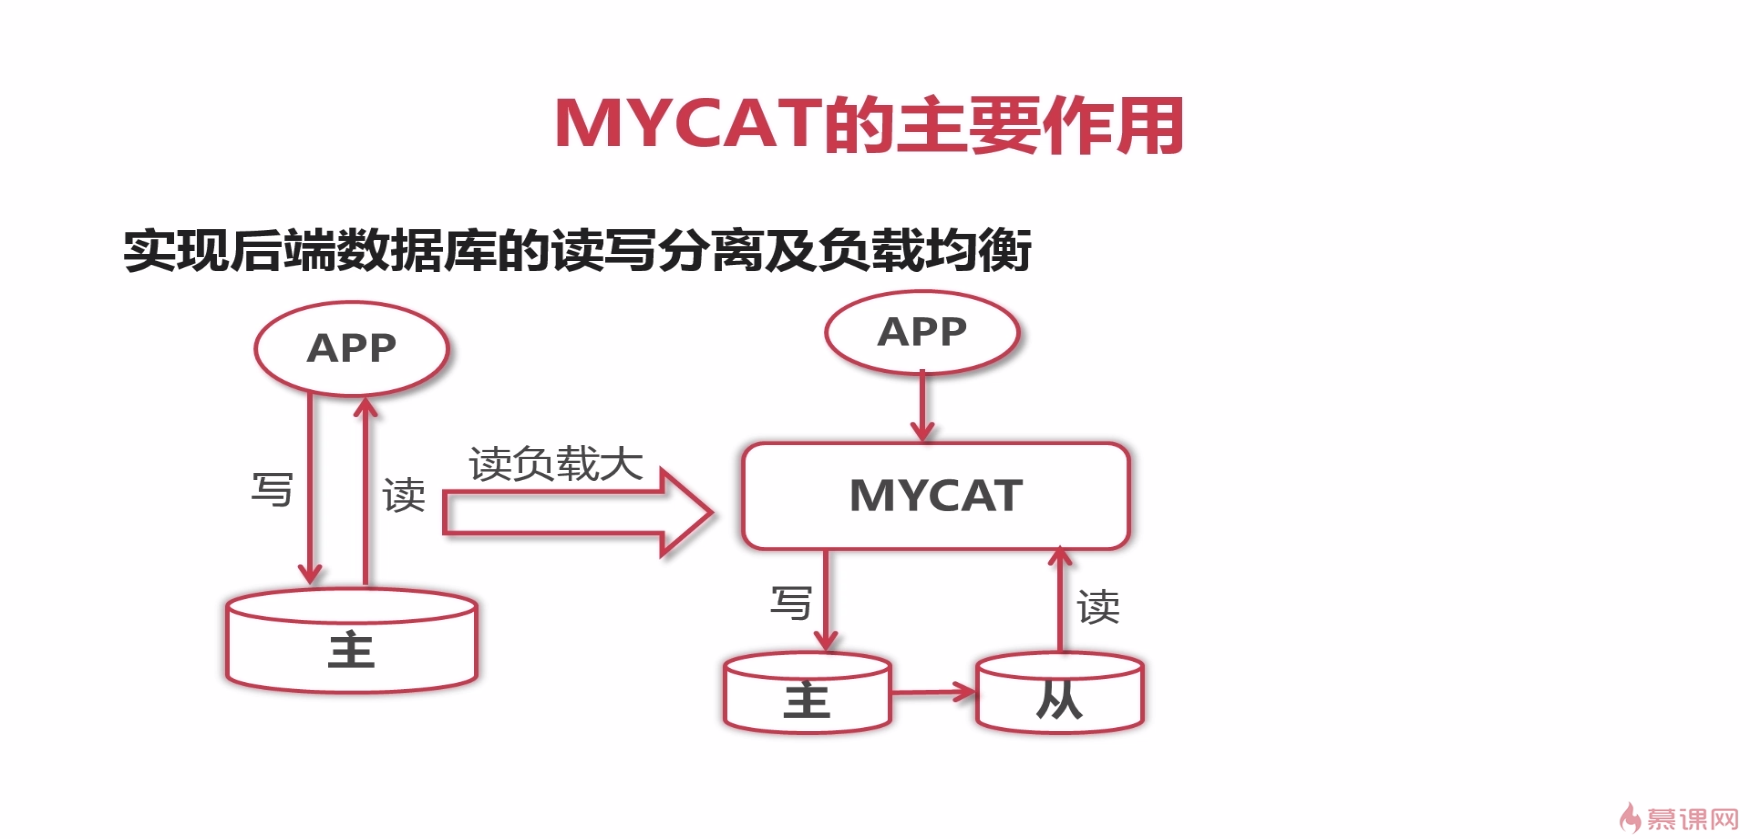 MYCAT的主要作用
实现后端数据库的读写分离及负载均衡
APP
写
读
主
读负载大
APP
MYCAT
写
读
主
从
慕课网